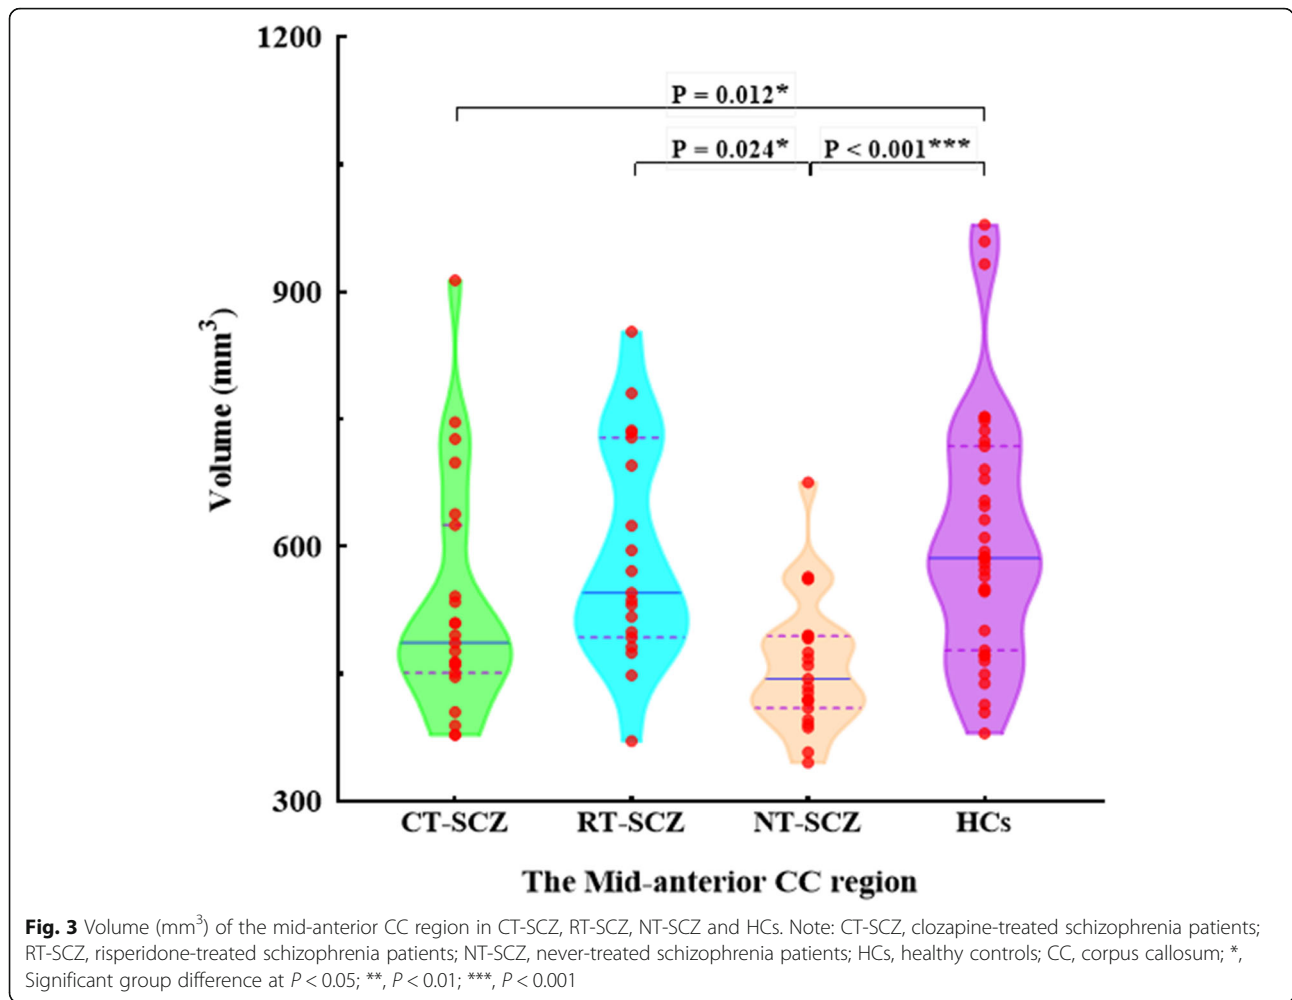 1200
P = 0.012*
P = 0.024*
P < 0.001***
900
Volume (mm³)
600
300
CT-SCZ RT-SCZ NT-SCZ HCs
The Mid-anterior CC region
Fig. 3 Volume (mm³) of the mid-anterior CC region in CT-SCZ, RT-SCZ, NT-SCZ and HCs. Note: CT-SCZ, clozapine-treated schizophrenia patients;
RT-SCZ, risperidone-treated schizophrenia patients; NT-SCZ, never-treated schizophrenia patients; HCs, healthy controls; CC, corpus callosum; *,
Significant group difference at P < 0.05; **, P < 0.01; ***, P < 0.001